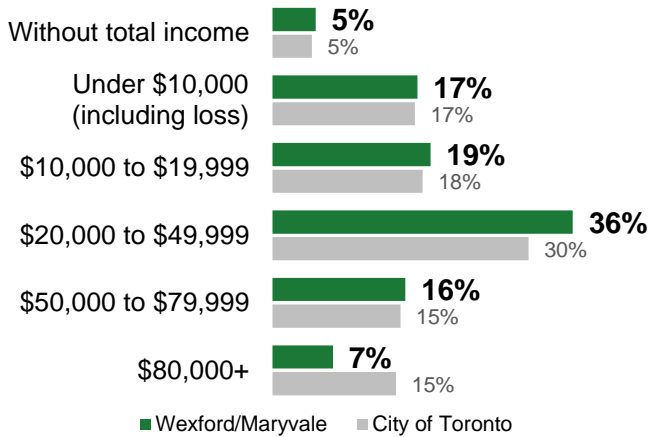 Without total income
5%
5%
Under $10,000
(including loss)
17%
17%
$10,000 to $19,999
19%
18%
$20,000 to $49,999
36%
30%
$50,000 to $79,999
16%
15%
$80,000+
7%
15%
Wexford/Maryvale City of Toronto